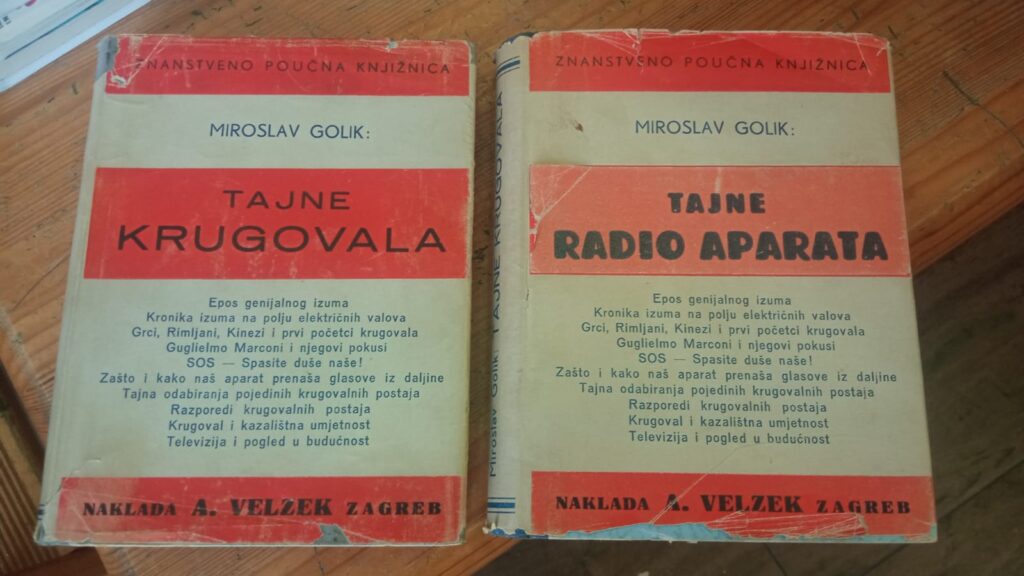 ZNANSTVENO POUČNA KNJIŽNICA
MIROSLAV GOLIK:
TAJNE
KRUGOVALA
Epos genijalnog izuma
Kronika izuma na polju električnih valova
Grci, Rimljani, Kinezi i prvi početci krugovala
Guglielmo Marconi i njegovi pokusi
SOS — Spasite duše naše!
Zašto i kako naš aparat prenaša glasove iz daljine
Tajna odabiranja pojedinih krugovalnih postaja
Razporedi krugovalnih postaja
Krugoval i kazalištna umjetnost
Televizija i pogled u budućnost
NAKLADA A. VELZEK ZAGREB
Miroslav Golik: TAJNE KRUGOVALA
ZNANSTVENO POUČNA KNJIŽNICA
MIROSLAV GOLIK:
TAJNE
RADIO APARATA
Epos genijalnog izuma
Kronika izuma na polju električnih valova
Grci, Rimljani, Kinezi i prvi početci krugovala
Guglielmo Marconi i njegovi pokusi
SOS — Spasite duše naše!
Zašto i kako naš aparat prenaša glasove iz daljine
Tajna odabiranja pojedinih krugovalnih postaja
Razporedi krugovalnih postaja
Krugoval i kazalištna umjetnost
Televizija i pogled u budućnost
NAKLADA A. VELZEK ZAGREB